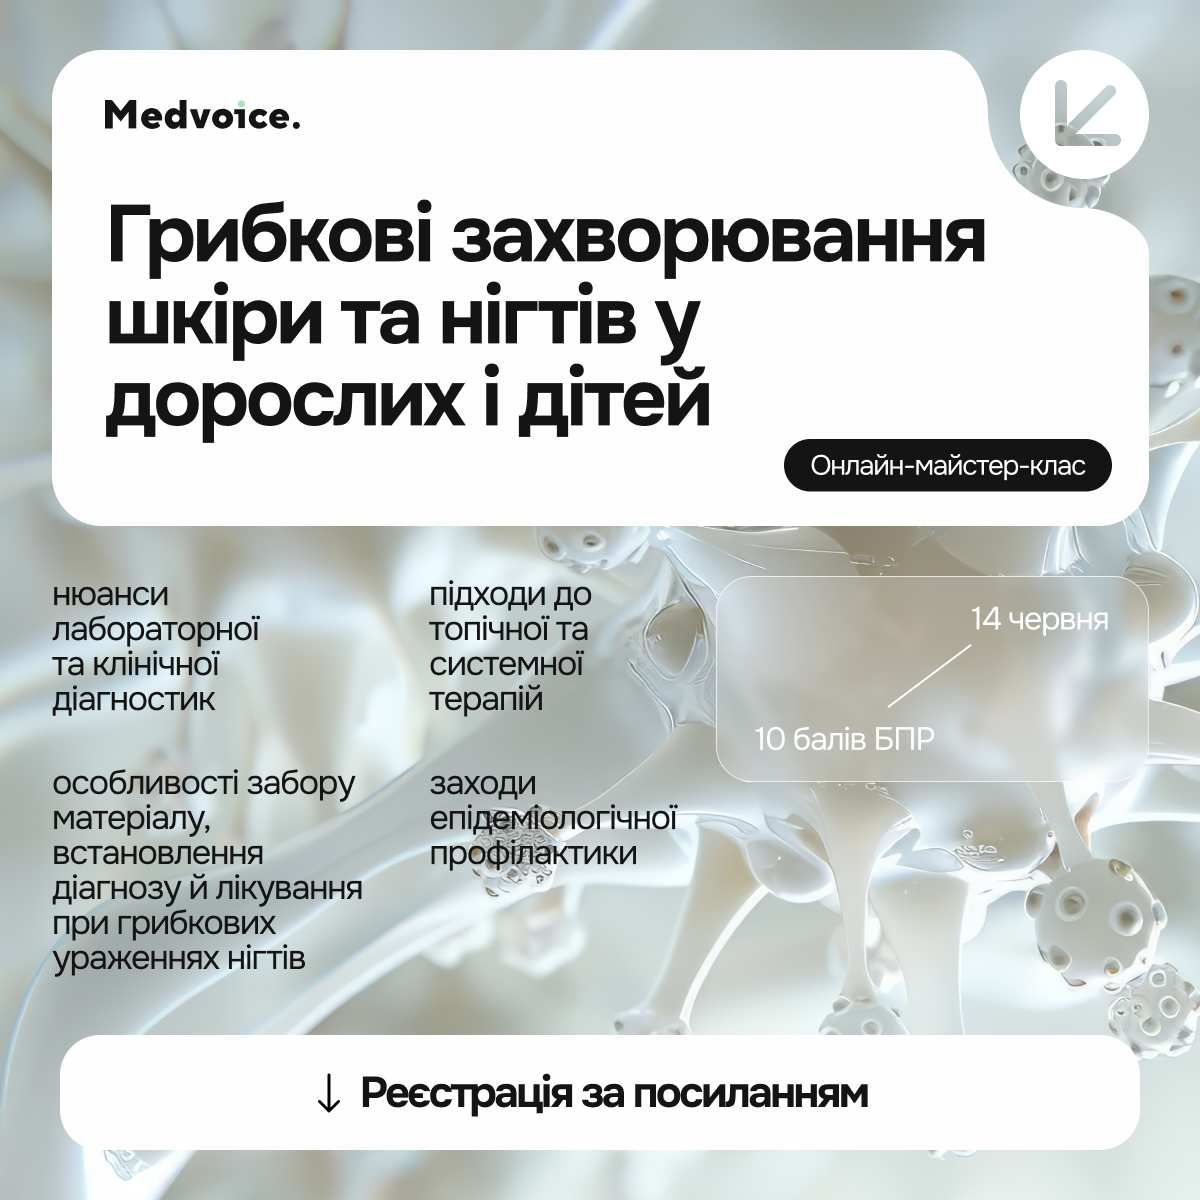 Medvoice.
Грибкові захворювання
шкіри та нігтів у
дорослих і дітей
Онлайн-майстер-клас
нюанси
лабораторної
та клінічної
діагностик
підходи до
топічної та
системної
терапій
14 червня
10 балів БПР
особливості забору
матеріалу,
встановлення
діагнозу й лікування
при грибкових
ураженнях нігтів
заходи
епідеміологічної
профілактики
↓ Реєстрація за посиланням